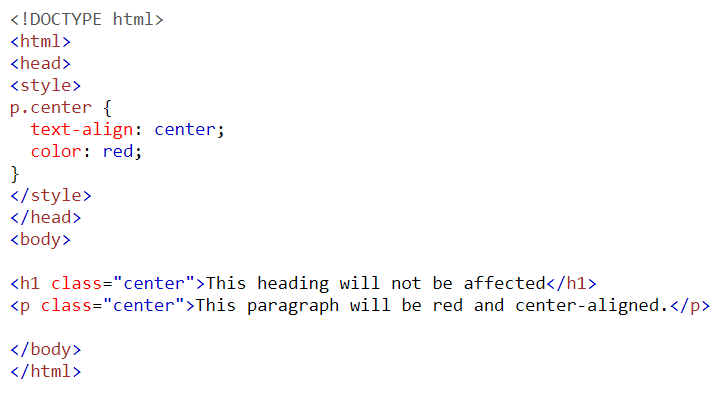 <!DOCTYPE html>
<html>
<head>
<style>
p.center {
  text-align: center;
  color: red;
}
</style>
</head>
<body>

<h1 class="center">This heading will not be affected</h1>
<p class="center">This paragraph will be red and center-aligned.</p>

</body>
</html>